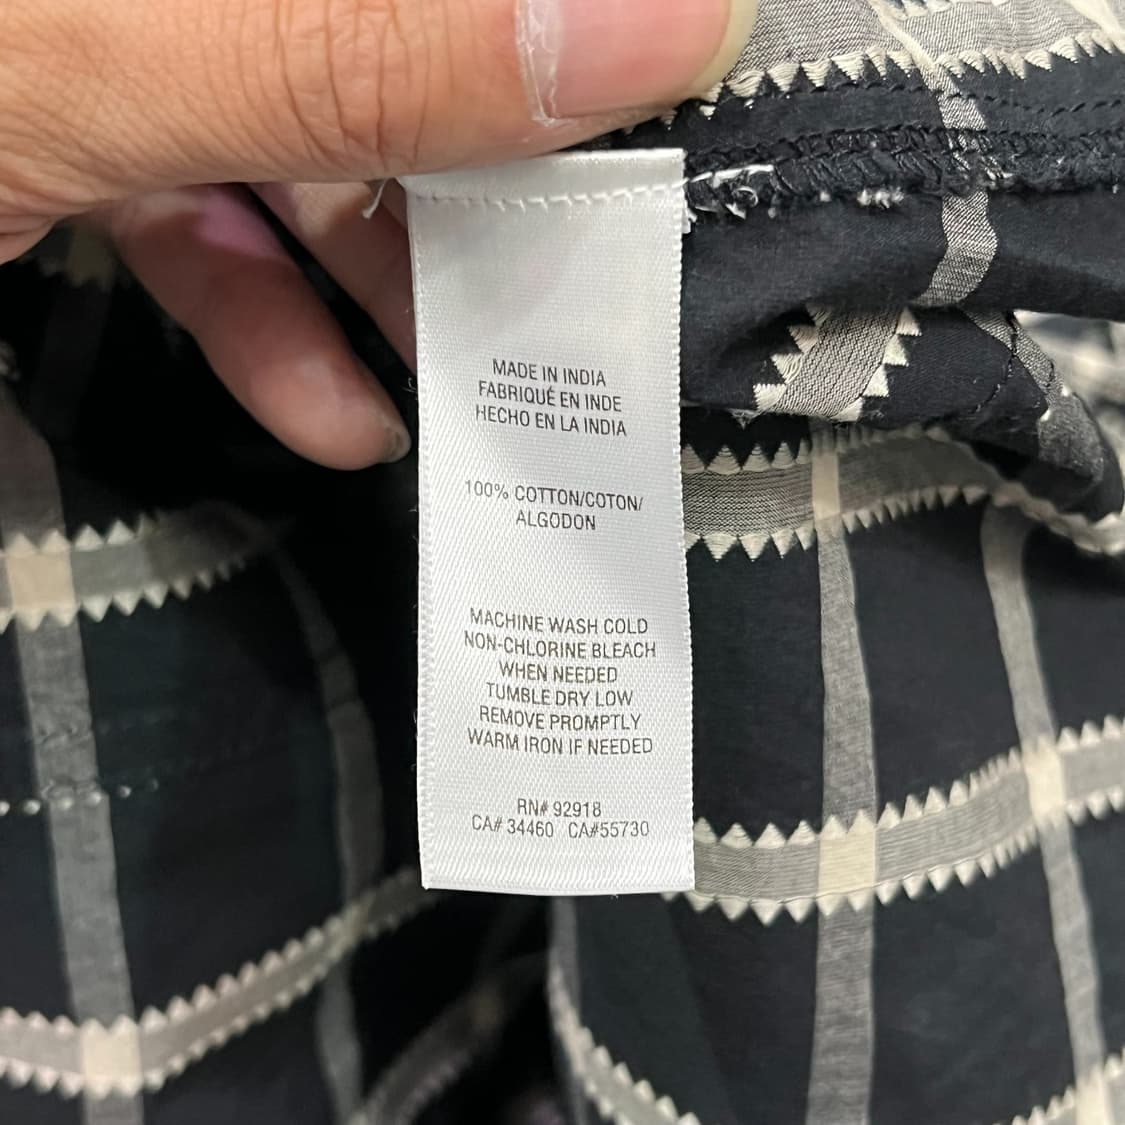 MADE IN INDIA
FABRIQUÉ EN INDE
HECHO EN LA INDIA
100% COTTON/COTON/
ALGODON
MACHINE WASH COLD
NON-CHLORINE BLEACH
WHEN NEEDED
TUMBLE DRY LOW
REMOVE PROMPTLY
WARM IRON IF NEEDED
RN# 92918
CA# 34460 CA#55730